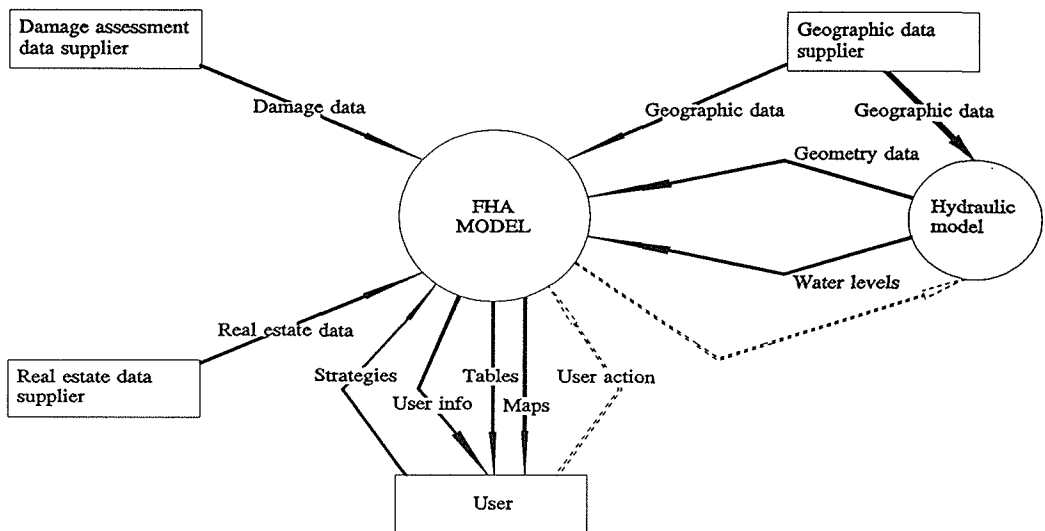 Damage assessment
data supplier
Geographic data
supplier
Damage data
Geographic data
Geographic data
Geometry data
FHA
MODEL
Hydraulic
model
Water levels
Real estate data
Real estate data
supplier
Strategies
User info
Tables
Maps
User action
User